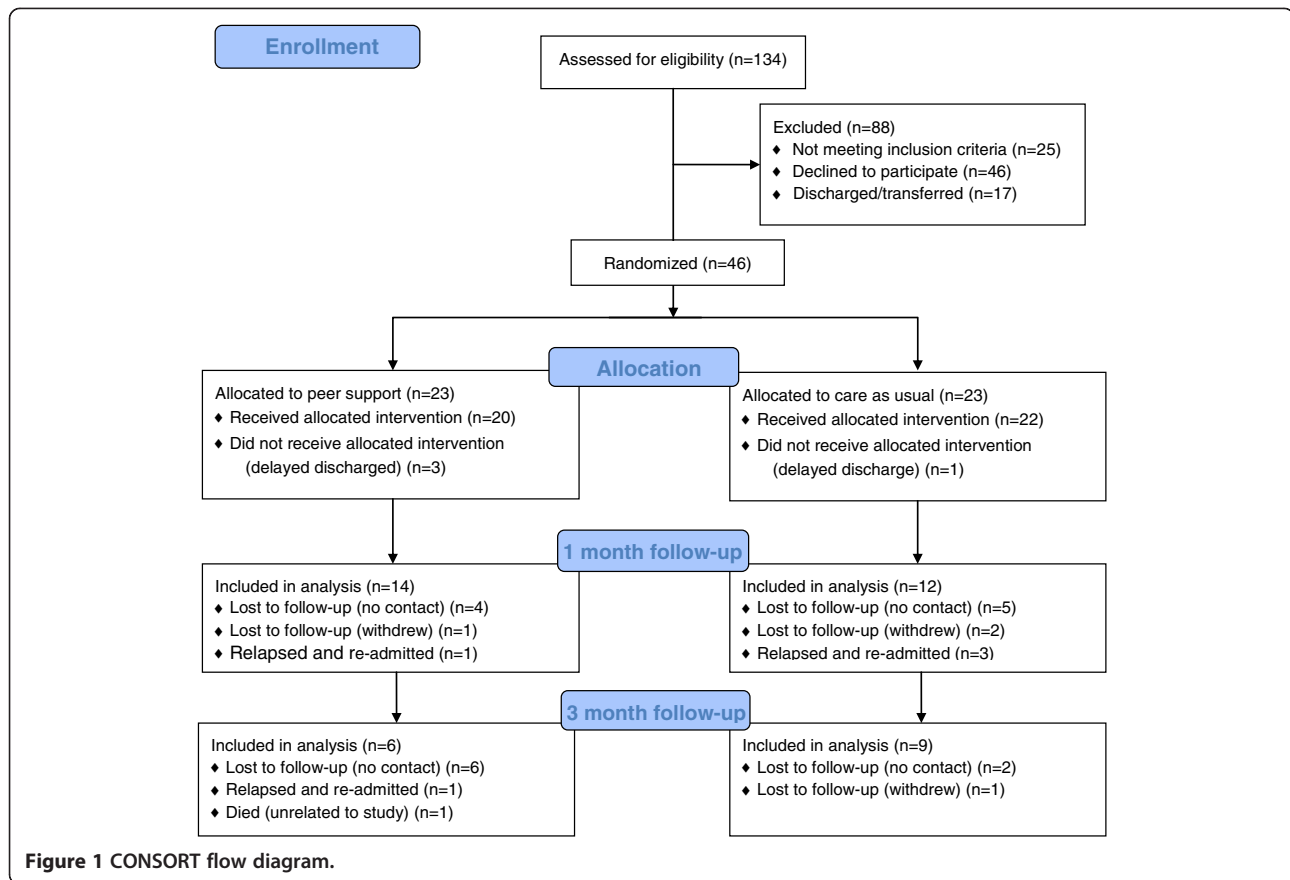 Enrollment
Assessed for eligibility (n=134)
Excluded (n=88)
♦ Not meeting inclusion criteria (n=25)
♦ Declined to participate (n=46)
♦ Discharged/transferred (n=17)
Randomized (n=46)
Allocation
Allocated to peer support (n=23)
♦ Received allocated intervention (n=20)
♦ Did not receive allocated intervention
(delayed discharged) (n=3)
Allocated to care as usual (n=23)
♦ Received allocated intervention (n=22)
♦ Did not receive allocated intervention
(delayed discharge) (n=1)
1 month follow-up
Included in analysis (n=14)
♦ Lost to follow-up (no contact) (n=4)
♦ Lost to follow-up (withdrew) (n=1)
♦ Relapsed and re-admitted (n=1)
Included in analysis (n=12)
♦ Lost to follow-up (no contact) (n=5)
♦ Lost to follow-up (withdrew) (n=2)
♦ Relapsed and re-admitted (n=3)
3 month follow-up
Included in analysis (n=6)
♦ Lost to follow-up (no contact) (n=6)
♦ Relapsed and re-admitted (n=1)
♦ Died (unrelated to study) (n=1)
Included in analysis (n=9)
♦ Lost to follow-up (no contact) (n=2)
♦ Lost to follow-up (withdrew) (n=1)
Figure 1 CONSORT flow diagram.